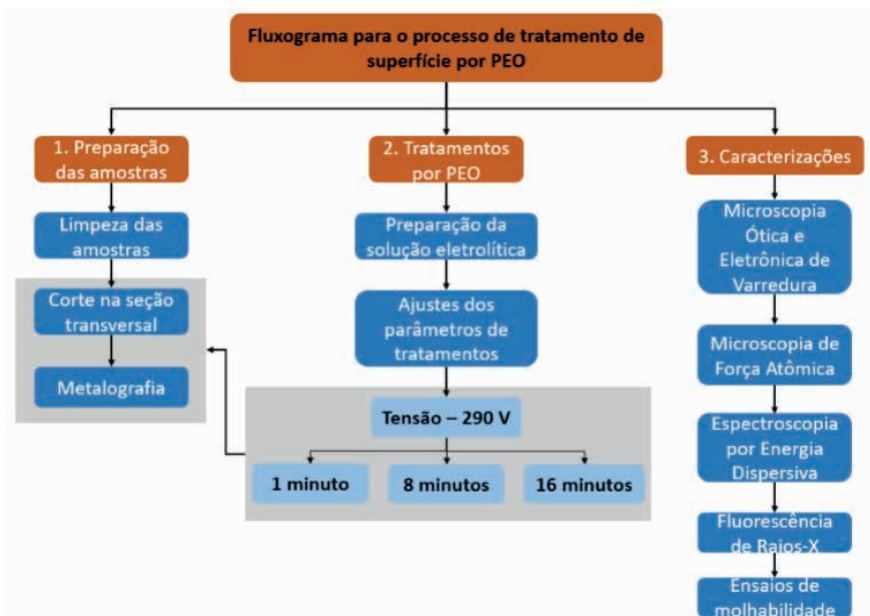 Fluxograma para o processo de tratamento de
superfície por PEO
1. Preparação
das amostras
Limpeza das
amostras
Corte na seção
transversal
Metalografia
2. Tratamentos
por PEO
Preparação da
solução eletrolítica
Ajustes dos
parâmetros de
tratamentos
Tensão – 290 V
1 minuto
8 minutos
16 minutos
3. Caracterizações
Microscopia
Ótica e
Eletrônica de
Varredura
Microscopia de
Força Atômica
Espectroscopia
por Energia
Dispersiva
Fluorescência
de Raios-X
Ensaios de
molhabilidade